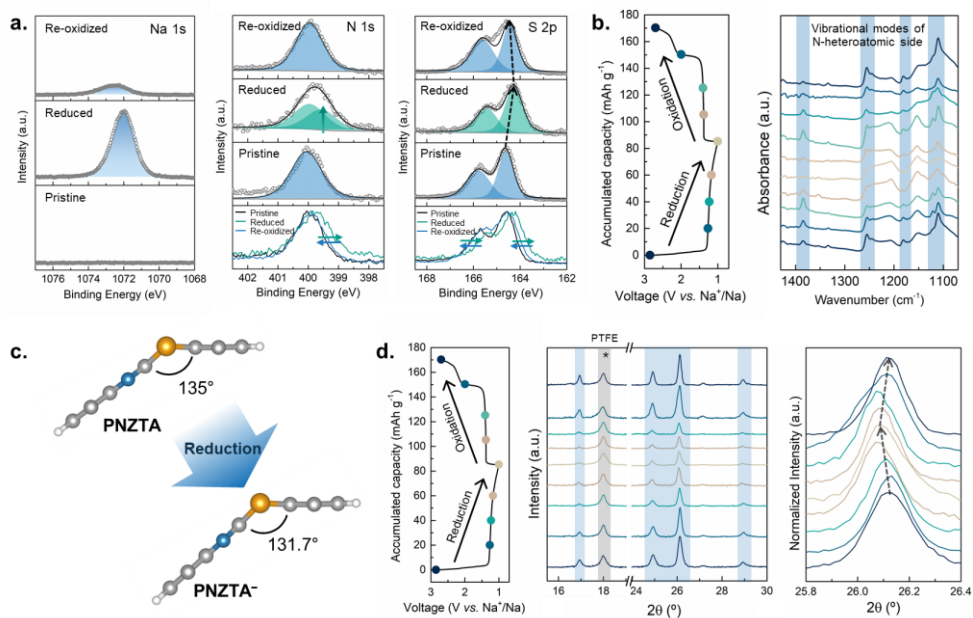 a.
Re-oxidized
Na 1s
Reduced
Pristine
Intensity (a.u.)
1076 1074 1072 1070 1068
Binding Energy (eV)
Re-oxidized
N 1s
Reduced
Pristine
Pristine
Reduced
Re-oxidized
Intensity (a.u.)
402 401 400 399 398
Binding Energy (eV)
Re-oxidized
S 2p
Reduced
Pristine
Pristine
Reduced
Re-oxidized
Intensity (a.u.)
168 166 164 162
Binding Energy (eV)
b.
Accumulated capacity (mAh g⁻¹)
180
160
140
120
100
80
60
40
20
0
Oxidation
Reduction
3 2 1
Voltage (V vs. Na⁺/Na)
Vibrational modes of
N-heteroatomic side
Absorbance (a.u.)
1400 1300 1200 1100
Wavenumber (cm⁻¹)
c.
135°
PNZTA
Reduction
131.7°
PNZTA⁻
d.
Accumulated capacity (mAh g⁻¹)
180
160
140
120
100
80
60
40
20
0
Oxidation
Reduction
3 2 1
Voltage (V vs. Na⁺/Na)
PTFE
*
Intensity (a.u.)
16 18 24 26 28 30
2θ (º)
Normalized Intensity (a.u.)
25.8 26.0 26.2 26.4
2θ (º)